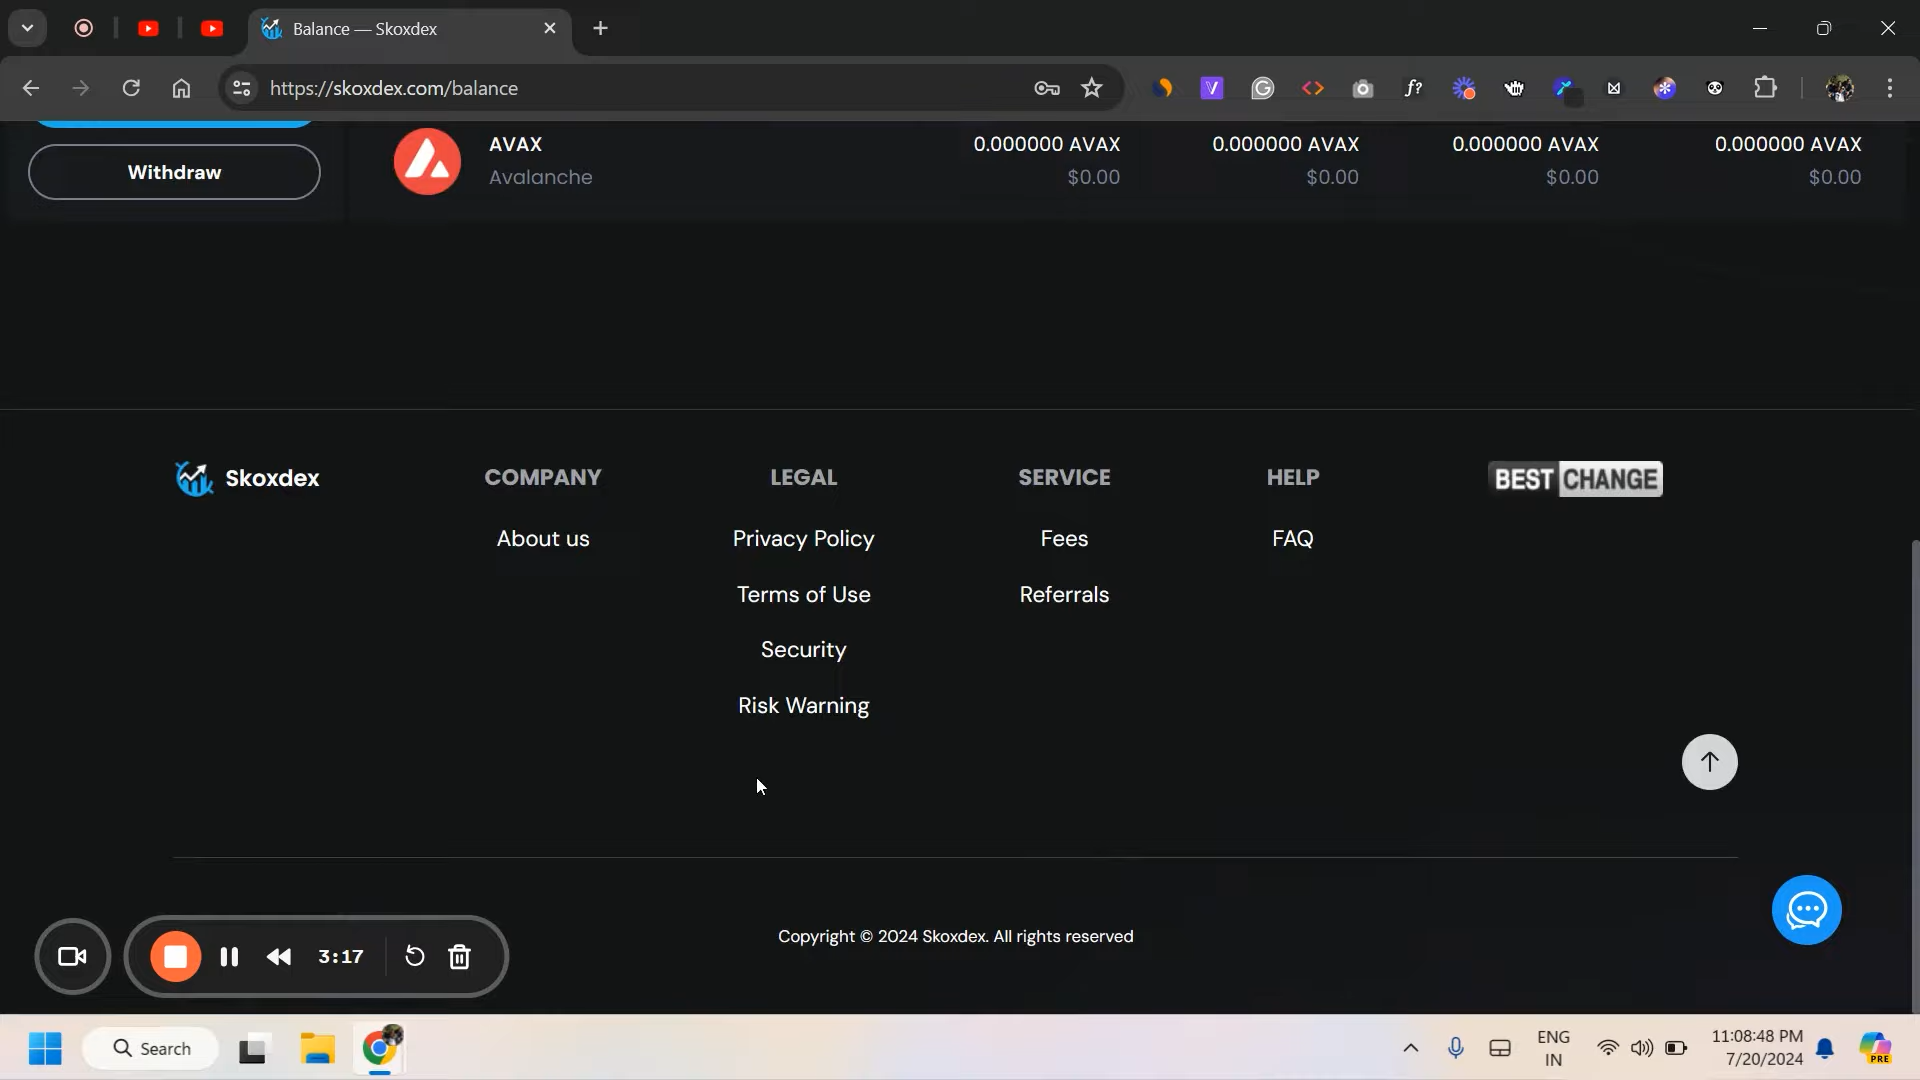 Balance — Skoxdex
https://skoxdex.com/balance
AVAX 0.000000 AVAX 0.000000 AVAX 0.000000 AVAX 0.000000 AVAX
Withdraw
Avalanche $0.00 $0.00 $0.00 $0.00
Skoxdex COMPANY LEGAL SERVICE HELP BEST CHANGE
About us Privacy Policy Fees FAQ
Terms of Use Referrals
Security
Risk Warning
Copyright © 2024 Skoxdex. All rights reserved
3:17
Search
ENG
IN
11:08:48 PM
7/20/2024
PRE